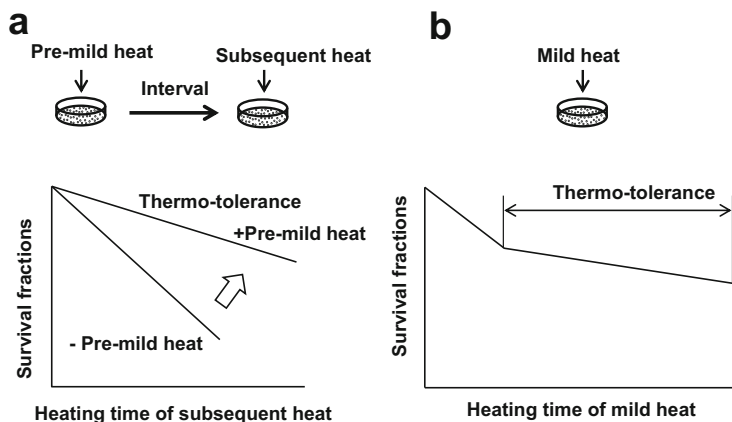 a
Pre-mild heat
Subsequent heat
Interval
Thermo-tolerance
+Pre-mild heat
- Pre-mild heat
Survival fractions
Heating time of subsequent heat
b
Mild heat
Thermo-tolerance
Survival fractions
Heating time of mild heat